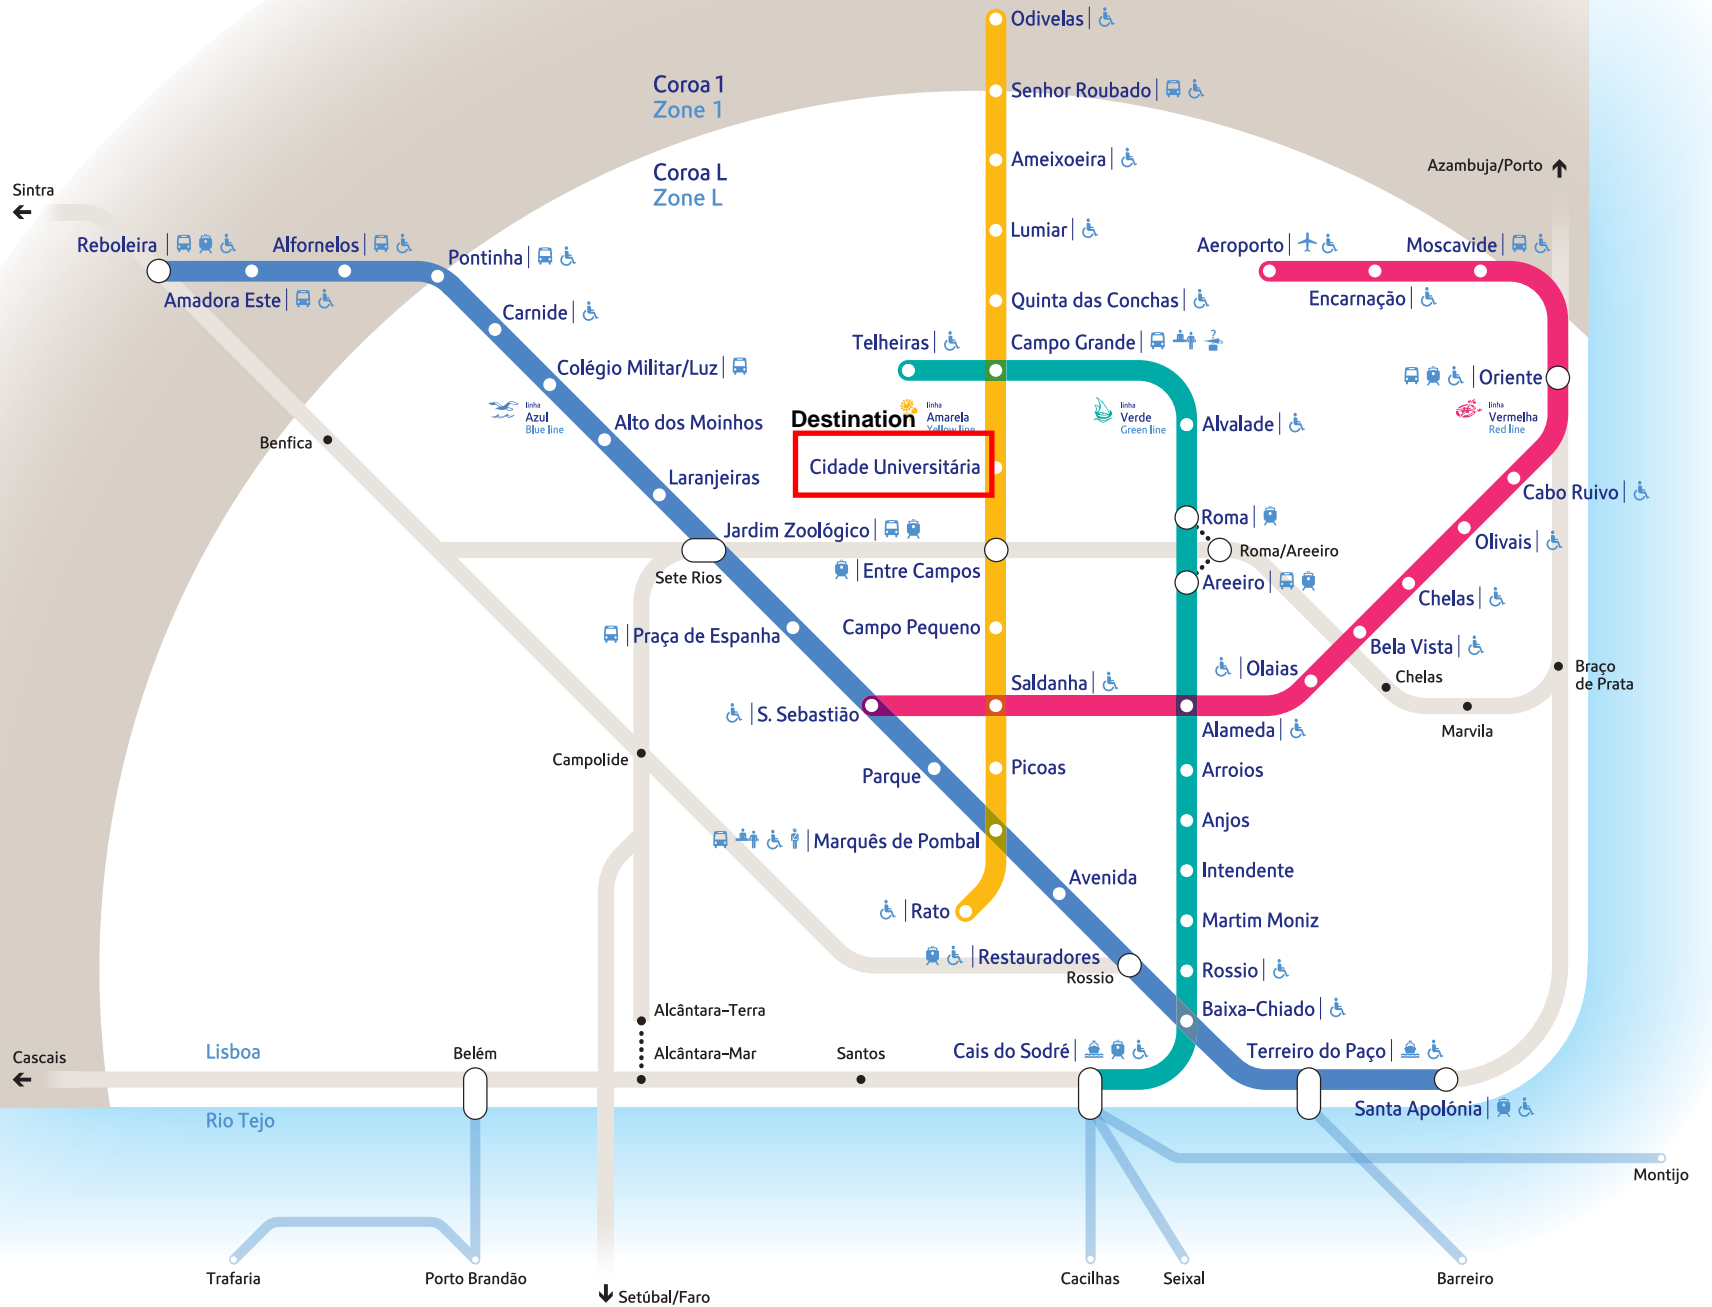 Odivelas
Coroa 1
Zone 1
Senhor Roubado
Ameixoeira
Coroa L
Zone L
Azambuja/Porto
Sintra
Lumiar
Reboleira
Alfornelos
Pontinha
Aeroporto
Moscavide
Amadora Este
Quinta das Conchas
Encarnação
Carnide
Telheiras
Campo Grande
Colégio Militar/Luz
Oriente
linha
Azul
Blue line
Alto dos Moinhos
Destination
linha
Amarela
Yellow line
linha
Verde
Green line
Alvalade
linha
Vermelha
Red line
Benfica
Cidade Universitária
Laranjeiras
Cabo Ruivo
Jardim Zoológico
Roma
Roma/Areeiro
Olivais
Sete Rios
Entre Campos
Areeiro
Chelas
Praça de Espanha
Campo Pequeno
Bela Vista
Olaias
Chelas
Braço
de Prata
Saldanha
S. Sebastião
Alameda
Marvila
Campolide
Parque
Picoas
Arroios
Anjos
Marquês de Pombal
Avenida
Intendente
Rato
Martim Moniz
Restauradores
Rossio
Rossio
Alcântara-Terra
Baixa-Chiado
Cascais
Lisboa
Belém
Alcântara-Mar
Santos
Cais do Sodré
Terreiro do Paço
Rio Tejo
Santa Apolónia
Montijo
Trafaria
Porto Brandão
Cacilhas
Seixal
Barreiro
Setúbal/Faro